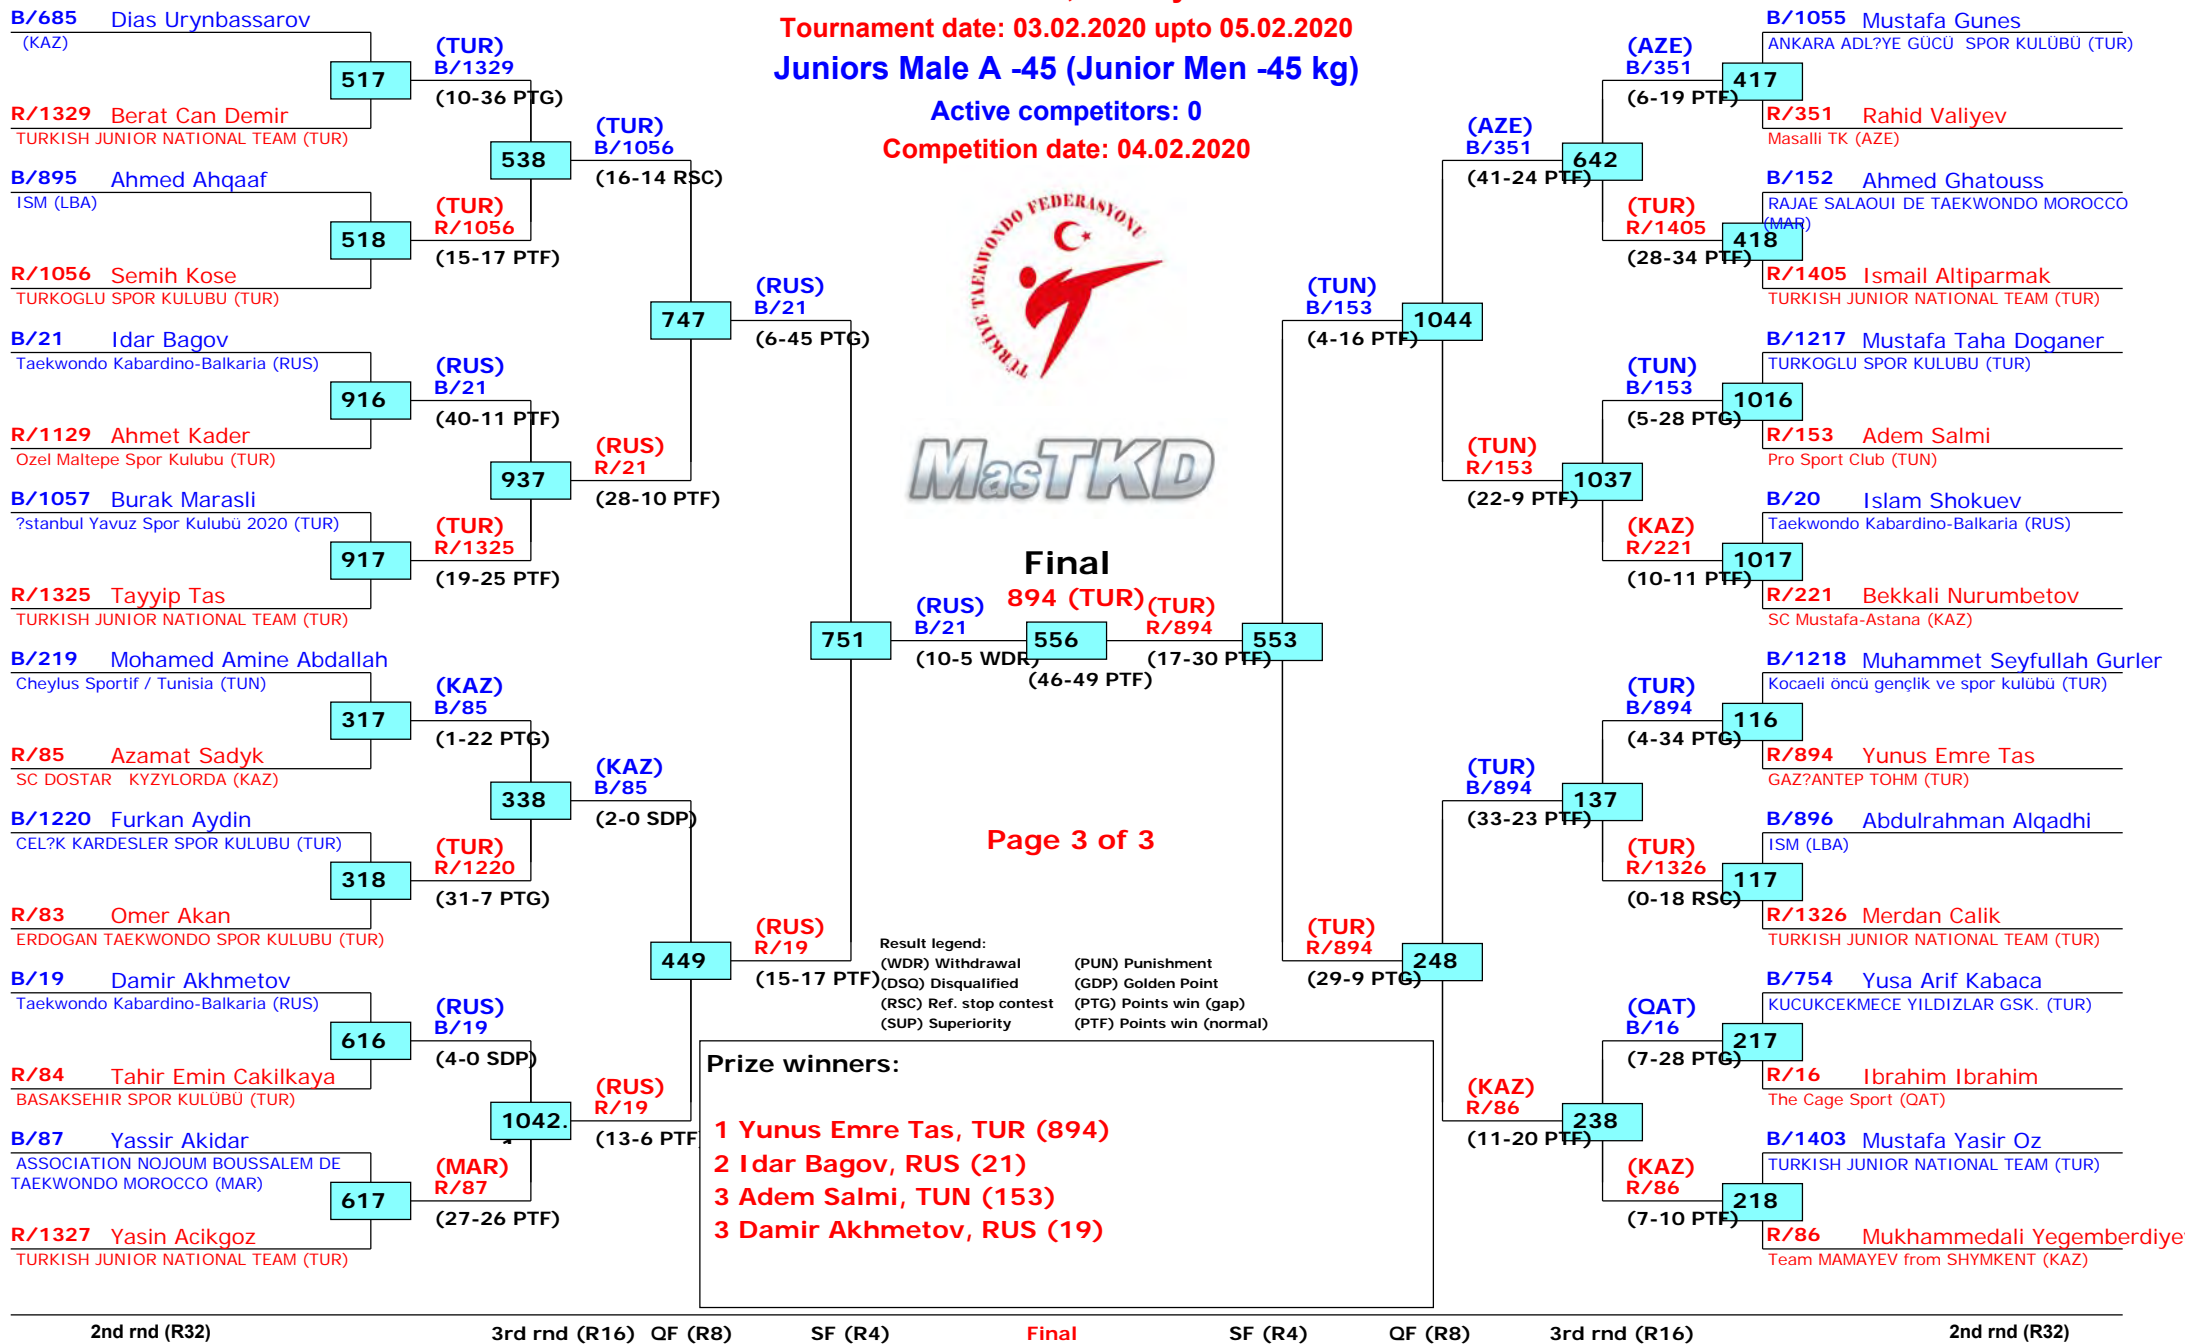 Tournament date: 03.02.2020 upto 05.02.2020
Juniors Male A -45 (Junior Men -45 kg)
Active competitors: 0
Competition date: 04.02.2020
B/685 Dias Urynbassarov
(KAZ)
517
R/1329 Berat Can Demir
TURKISH JUNIOR NATIONAL TEAM (TUR)
B/895 Ahmed Ahqaaf
ISM (LBA)
518
R/1056 Semih Kose
TURKOGLU SPOR KULUBU (TUR)
B/21 Idar Bagov
Taekwondo Kabardino-Balkaria (RUS)
916
R/1129 Ahmet Kader
Ozel Maltepe Spor Kulubu (TUR)
B/1057 Burak Marasli
?stanbul Yavuz Spor Kulubü 2020 (TUR)
917
R/1325 Tayyip Tas
TURKISH JUNIOR NATIONAL TEAM (TUR)
B/219 Mohamed Amine Abdallah
Cheylus Sportif / Tunisia (TUN)
317
R/85 Azamat Sadyk
SC DOSTAR KYZYLORDA (KAZ)
B/1220 Furkan Aydin
CEL?K KARDESLER SPOR KULUBU (TUR)
318
R/83 Omer Akan
ERDOGAN TAEKWONDO SPOR KULUBU (TUR)
B/19 Damir Akhmetov
Taekwondo Kabardino-Balkaria (RUS)
616
R/84 Tahir Emin Cakilkaya
BASAKSEHIR SPOR KULÜBÜ (TUR)
B/87 Yassir Akidar
ASSOCIATION NOJOUM BOUSSALEM DE
TAEKWONDO MOROCCO (MAR)
617
R/1327 Yasin Acikgoz
TURKISH JUNIOR NATIONAL TEAM (TUR)
(TUR)
B/1329
(10-36 PTG)
538
(TUR)
R/1056
(15-17 PTF)
(RUS)
B/21
(40-11 PTF)
937
(TUR)
R/1325
(19-25 PTF)
(KAZ)
B/85
(1-22 PTG)
338
(TUR)
R/1220
(31-7 PTG)
(RUS)
B/19
(4-0 SDP)
1042.
(MAR)
R/87
(27-26 PTF)
(TUR)
B/1056
(16-14 RSC)
747
(RUS)
R/21
(28-10 PTF)
(KAZ)
B/85
(2-0 SDP)
449
(RUS)
R/19
(13-6 PTF)
(RUS)
B/21
(6-45 PTG)
751
(RUS)
R/19
(15-17 PTF)
TÜRKİYE TAEKWONDO FEDERASYONU
MasTKD
Final
894 (TUR)
(RUS)
B/21
(10-5 WDR)
556
(46-49 PTF)
(TUR)
R/894
(17-30 PTF)
553
Page 3 of 3
Result legend:
(WDR) Withdrawal (PUN) Punishment
(DSQ) Disqualified (GDP) Golden Point
(RSC) Ref. stop contest (PTG) Points win (gap)
(SUP) Superiority (PTF) Points win (normal)
Prize winners:
1 Yunus Emre Tas, TUR (894)
2 Idar Bagov, RUS (21)
3 Adem Salmi, TUN (153)
3 Damir Akhmetov, RUS (19)
(TUN)
B/153
(4-16 PTF)
1044
(TUR)
R/894
(29-9 PTG)
248
(AZE)
B/351
(41-24 PTF)
642
(TUN)
R/153
(22-9 PTF)
1037
(TUR)
B/894
(33-23 PTF)
137
(KAZ)
R/86
(11-20 PTF)
238
(AZE)
B/351
(6-19 PTF)
(TUR)
R/1405
(28-34 PTF)
(TUN)
B/153
(5-28 PTG)
(KAZ)
R/221
(10-11 PTF)
(TUR)
B/894
(4-34 PTG)
(TUR)
R/1326
(0-18 RSC)
(QAT)
B/16
(7-28 PTG)
(KAZ)
R/86
(7-10 PTF)
B/1055 Mustafa Gunes
ANKARA ADL?YE GÜCÜ SPOR KULÜBÜ (TUR)
417
R/351 Rahid Valiyev
Masalli TK (AZE)
B/152 Ahmed Ghatouss
RAJAE SALAOUI DE TAEKWONDO MOROCCO
(MAR)
418
R/1405 Ismail Altiparmak
TURKISH JUNIOR NATIONAL TEAM (TUR)
B/1217 Mustafa Taha Doganer
TURKOGLU SPOR KULUBU (TUR)
1016
R/153 Adem Salmi
Pro Sport Club (TUN)
B/20 Islam Shokuev
Taekwondo Kabardino-Balkaria (RUS)
1017
R/221 Bekkali Nurumbetov
SC Mustafa-Astana (KAZ)
B/1218 Muhammet Seyfullah Gurler
Kocaeli öncü gençlik ve spor kulübü (TUR)
116
R/894 Yunus Emre Tas
GAZ?ANTEP TOHM (TUR)
B/896 Abdulrahman Alqadhi
ISM (LBA)
117
R/1326 Merdan Calik
TURKISH JUNIOR NATIONAL TEAM (TUR)
B/754 Yusa Arif Kabaca
KUCUKCEKMECE YILDIZLAR GSK. (TUR)
217
R/16 Ibrahim Ibrahim
The Cage Sport (QAT)
B/1403 Mustafa Yasir Oz
TURKISH JUNIOR NATIONAL TEAM (TUR)
218
R/86 Mukhammedali Yegemberdiye
Team MAMAYEV from SHYMKENT (KAZ)
2nd rnd (R32) 3rd rnd (R16) QF (R8) SF (R4) Final SF (R4) QF (R8) 3rd rnd (R16) 2nd rnd (R32)